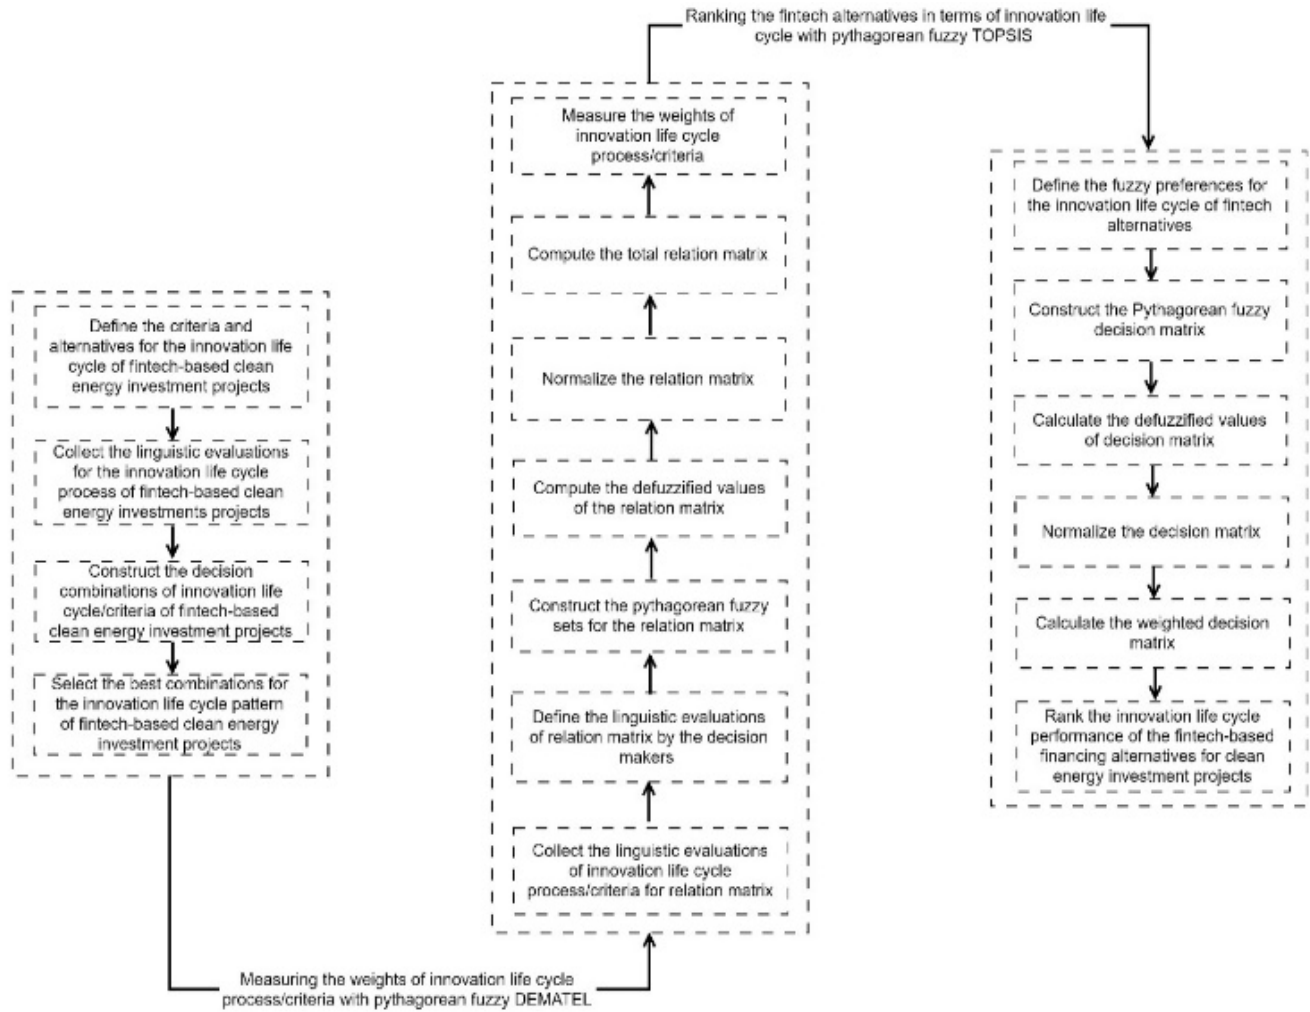 Define the criteria and
alternatives for the innovation life
cycle of fintech-based clean
energy investment projects
Collect the linguistic evaluations
for the innovation life cycle
process of fintech-based clean
energy investments projects
Construct the decision
combinations of innovation life
cycle/criteria of fintech-based
clean energy investment projects
Select the best combinations for
the innovation life cycle pattern
of fintech-based clean energy
investment projects
Measuring the weights of innovation life cycle
process/criteria with pythagorean fuzzy DEMATEL
Collect the linguistic evaluations
of innovation life cycle
process/criteria for relation matrix
Define the linguistic evaluations
of relation matrix by the decision
makers
Construct the pythagorean fuzzy
sets for the relation matrix
Compute the defuzzified values
of the relation matrix
Normalize the relation matrix
Compute the total relation matrix
Measure the weights of
innovation life cycle
process/criteria
Ranking the fintech alternatives in terms of innovation life
cycle with pythagorean fuzzy TOPSIS
Define the fuzzy preferences for
the innovation life cycle of fintech
alternatives
Construct the Pythagorean fuzzy
decision matrix
Calculate the defuzzified values
of decision matrix
Normalize the decision matrix
Calculate the weighted decision
matrix
Rank the innovation life cycle
performance of the fintech-based
financing alternatives for clean
energy investment projects